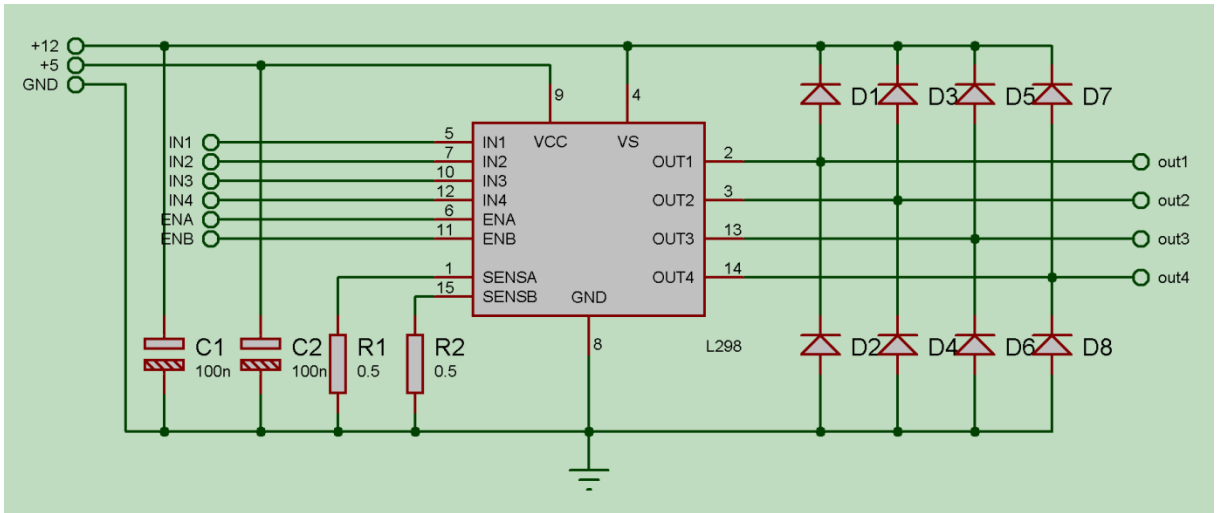 +12
+5
GND
9
4
D1
D3
D5
D7
IN1
5
IN1
VCC
VS
IN2
7
IN2
OUT1
2
out1
IN3
10
IN3
IN4
12
IN4
OUT2
3
out2
ENA
6
ENA
ENB
11
ENB
OUT3
13
out3
1
SENSA
OUT4
14
out4
15
SENSB
GND
8
L298
C1
100n
C2
100n
R1
0.5
R2
0.5
D2
D4
D6
D8